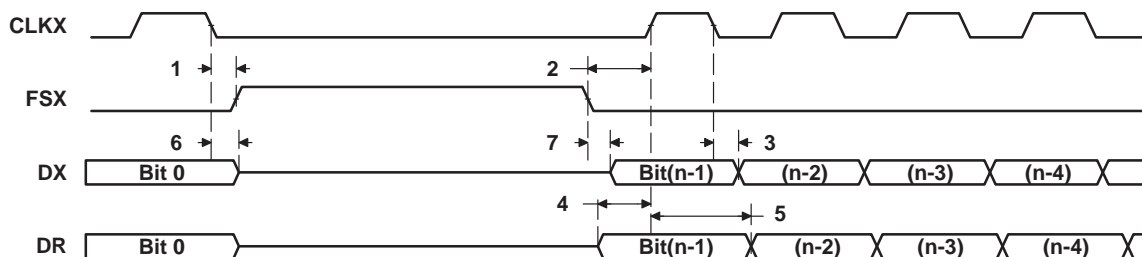 CLKX
1 2
FSX
6 7 3
DX Bit 0 Bit(n-1) (n-2) (n-3) (n-4)
4 5
DR Bit 0 Bit(n-1) (n-2) (n-3) (n-4)